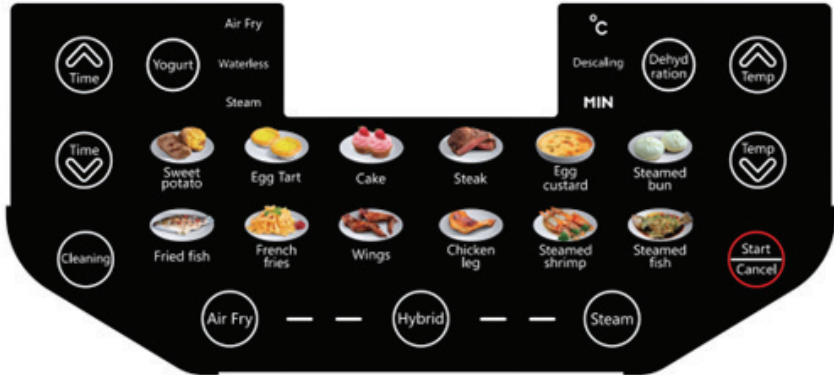 Air Fry
°C
Time
Yogurt
Waterless
Descaling
Dehyd
ration
Temp
Steam
MIN
Time
Sweet
potato
Egg Tart
Cake
Steak
Egg
custard
Steamed
bun
Temp
Cleaning
Fried fish
French
fries
Wings
Chicken
leg
Steamed
shrimp
Steamed
fish
Start
Cancel
Air Fry
Hybrid
Steam